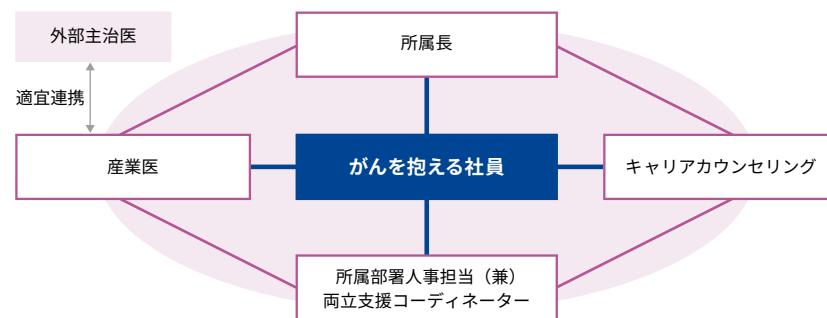 外部主治医
所属長
適宜連携
産業医
がんを抱える社員
キャリアカウンセリング
所属部署人事担当（兼）
両立支援コーディネーター